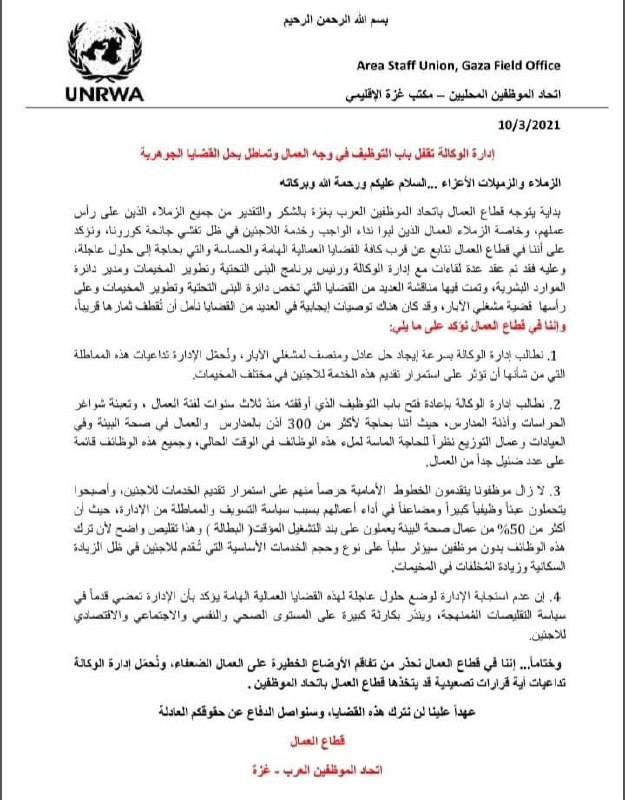 بسم الله الرحمن الرحيم
UNRWA
Area Staff Union, Gaza Field Office
اتحاد الموظفين المحليين – مكتب غزة الإقليمي
10/3/2021
إدارة الوكالة تقفل باب التوظيف في وجه العمال وتماطل بحل القضايا الجوهرية
الزملاء والزميلات الأعزاء ...السلام عليكم ورحمة الله وبركاته
بداية يتوجه قطاع العمال باتحاد الموظفين العرب بغزة بالشكر والتقدير من جميع الزملاء الذين على رأس
عملهم، وخاصة الزملاء العمال الذين لبوا نداء الواجب وخدمة اللاجئين في ظل تفشي جائحة كورونا، ونؤكد
على أننا في قطاع العمال نتابع عن قرب كافة القضايا العمالية الهامة والحساسة والتي بحاجة إلى حلول عاجلة،
وعليه فقد تم عقد عدة لقاءات مع إدارة الوكالة ورئيس برنامج البنى التحتية وتطوير المخيمات ومدير دائرة
الموارد البشرية، وتمت فيها مناقشة العديد من القضايا التي تخص دائرة البنى التحتية وتطوير المخيمات وعلى
رأسها قضية مشغلي الأبار، وقد كان هناك توصيات إيجابية في العديد من القضايا نأمل أن تُقطف ثمارها قريباً،
وإننا في قطاع العمال نؤكد على ما يلي:
1. نطالب إدارة الوكالة بسرعة إيجاد حل عادل ومنصف لمشغلي الأبار، ونُحمّل الإدارة تداعيات هذه المماطلة
التي من شأنها أن تؤثر على استمرار تقديم هذه الخدمة للاجئين في مختلف المخيمات.
2. نطالب إدارة الوكالة بإعادة فتح باب التوظيف الذي أوقفته منذ ثلاث سنوات لفئة العمال ، وتعبئة شواغر
الحراسات وأذنة المدارس، حيث أننا بحاجة لأكثر من 300 أذن بالمدارس والعمال في صحة البيئة وفي
العيادات وعمال التوزيع نظراً للحاجة الماسة لملء هذه الوظائف في الوقت الحالي، وجميع هذه الوظائف قائمة
على عدد ضئيل جداً من العمال.
3. لا زال موظفونا يتقدمون الخطوط الأمامية حرصاً منهم على استمرار تقديم الخدمات للاجئين، وأصبحوا
يتحملون عبئاً وظيفياً كبيراً ومضاعفاً في أداء أعمالهم بسبب سياسة التسويف والمماطلة من الإدارة، حيث أن
أكثر من 50% من عمال صحة البيئة يعملون على بند التشغيل المؤقت( البطالة ) وهذا تقليص واضح لأن ترك
هذه الوظائف بدون موظفين سيؤثر سلباً على نوع وحجم الخدمات الأساسية التي تُقدم للاجئين في ظل الزيادة
السكانية وزيادة المُخلفات في المخيمات.
4. إن عدم استجابة الإدارة لوضع حلول عاجلة لهذه القضايا العمالية الهامة يؤكد بأن الإدارة تمضي قدماً في
سياسة التقليصات المُمنهجة، وينذر بكارثة كبيرة على المستوى الصحي والنفسي والاجتماعي والاقتصادي
للاجئين.
وختاماً... إننا في قطاع العمال نحذر من تفاقم الأوضاع الخطيرة على العمال الضعفاء، ونُحمّل إدارة الوكالة
تداعيات أية قرارات تصعيدية قد يتخذها قطاع العمال باتحاد الموظفين .
عهداً علينا لن نترك هذه القضايا، وسنواصل الدفاع عن حقوقكم العادلة
قطاع العمال
اتحاد الموظفين العرب - غزة